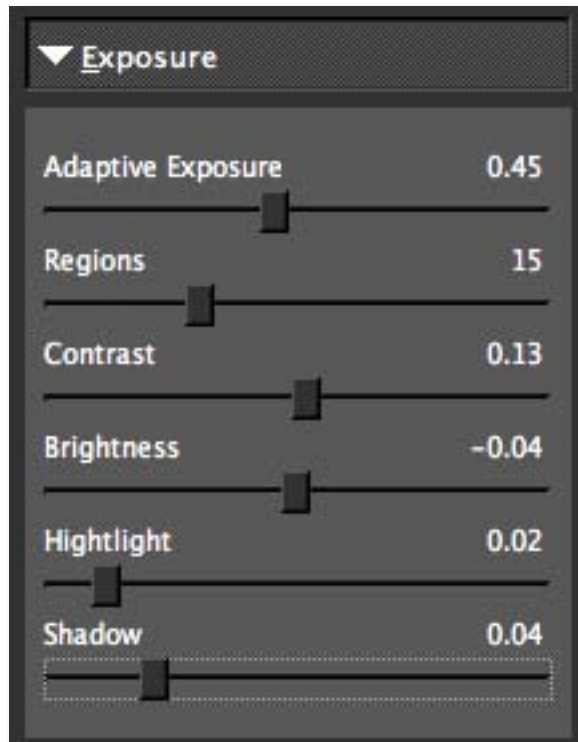 Exposure
Adaptive Exposure 0.45
Regions 15
Contrast 0.13
Brightness -0.04
Hightlight 0.02
Shadow 0.04